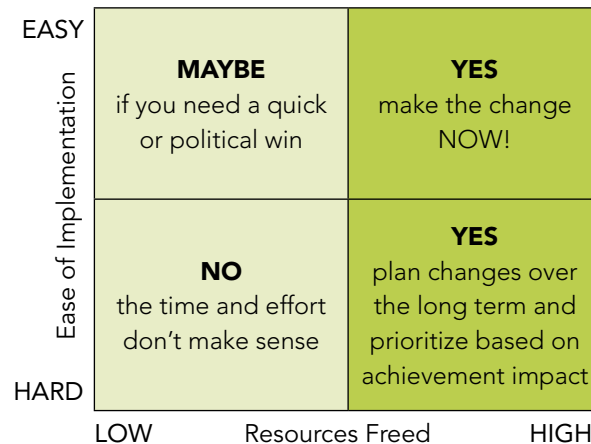 EASY
MAYBE
if you need a quick
or political win
YES
make the change
NOW!
Ease of Implementation
NO
the time and effort
don't make sense
YES
plan changes over
the long term and
prioritize based on
achievement impact
HARD
LOW
Resources Freed
HIGH